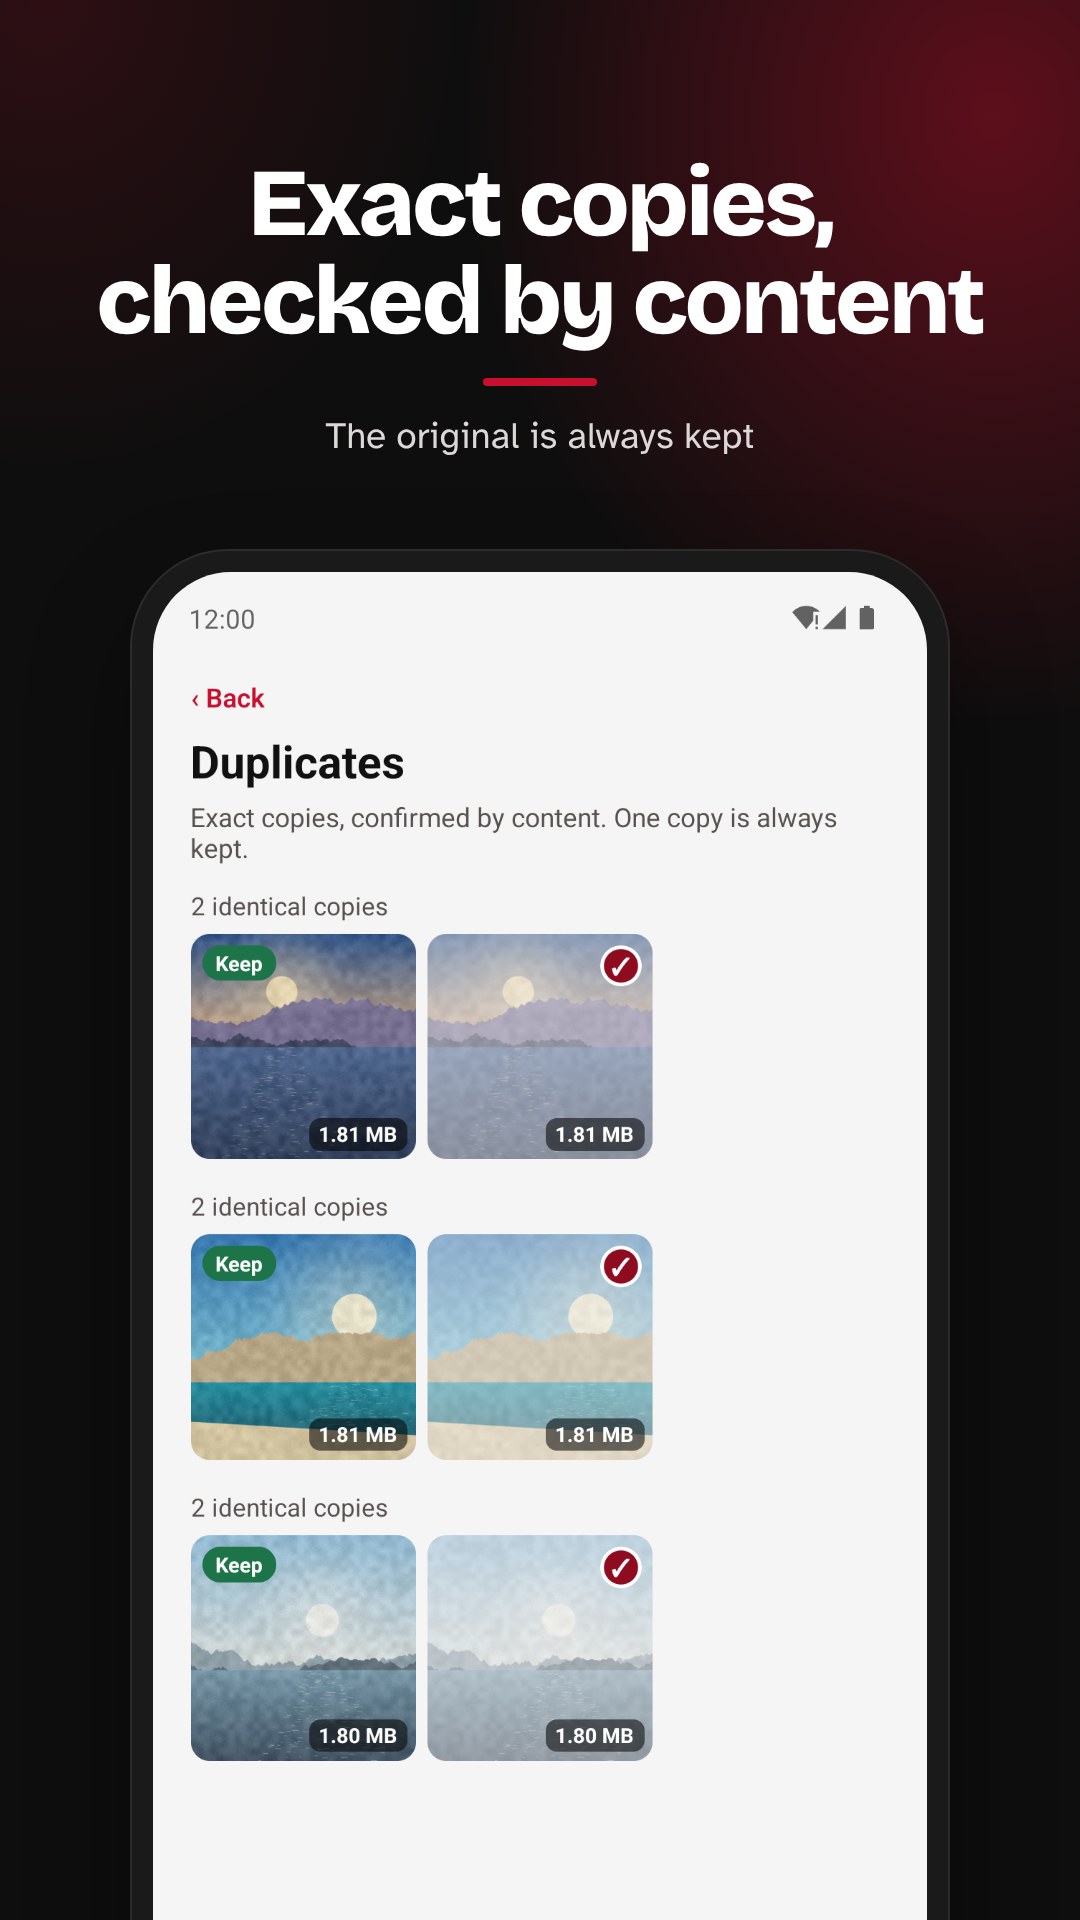 Exact copies,
checked by content
The original is always kept
12:00
‹ Back
Duplicates
Exact copies, confirmed by content. One copy is always
kept.
2 identical copies
Keep
1.81 MB
1.81 MB
2 identical copies
Keep
1.81 MB
1.81 MB
2 identical copies
Keep
1.80 MB
1.80 MB